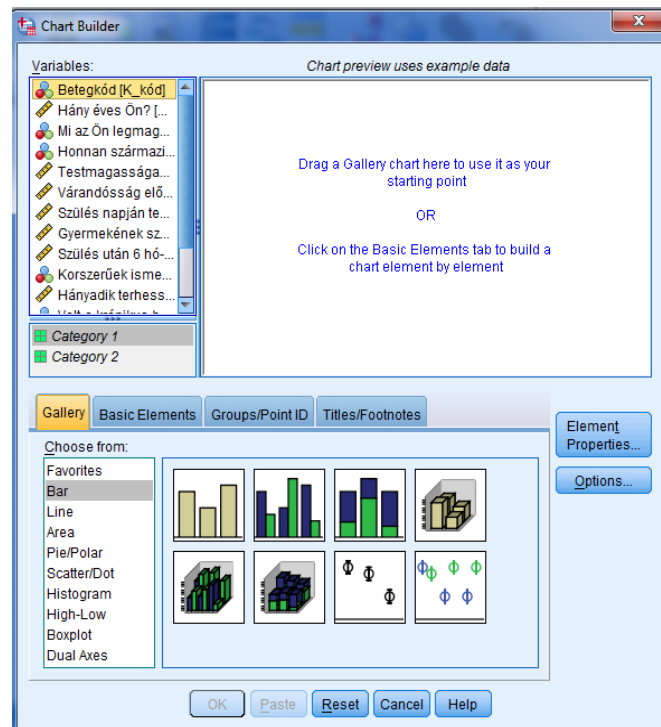 Chart Builder
Variables:
Chart preview uses example data
Betegkód [K_kód]
Hány éves Ön? [...
Mi az Ön legmag...
Honnan származi...
Testmagassága...
Várandósság elő...
Szülés napján te...
Gyermekének sz...
Szülés után 6 hó-...
Korszerűek isme...
Hányadik terhess...
Drag a Gallery chart here to use it as your
starting point
OR
Click on the Basic Elements tab to build a
chart element by element
Category 1
Category 2
Gallery
Basic Elements
Groups/Point ID
Titles/Footnotes
Choose from:
Favorites
Bar
Line
Area
Pie/Polar
Scatter/Dot
Histogram
High-Low
Boxplot
Dual Axes
Element
Properties...
Options...
OK
Paste
Reset
Cancel
Help